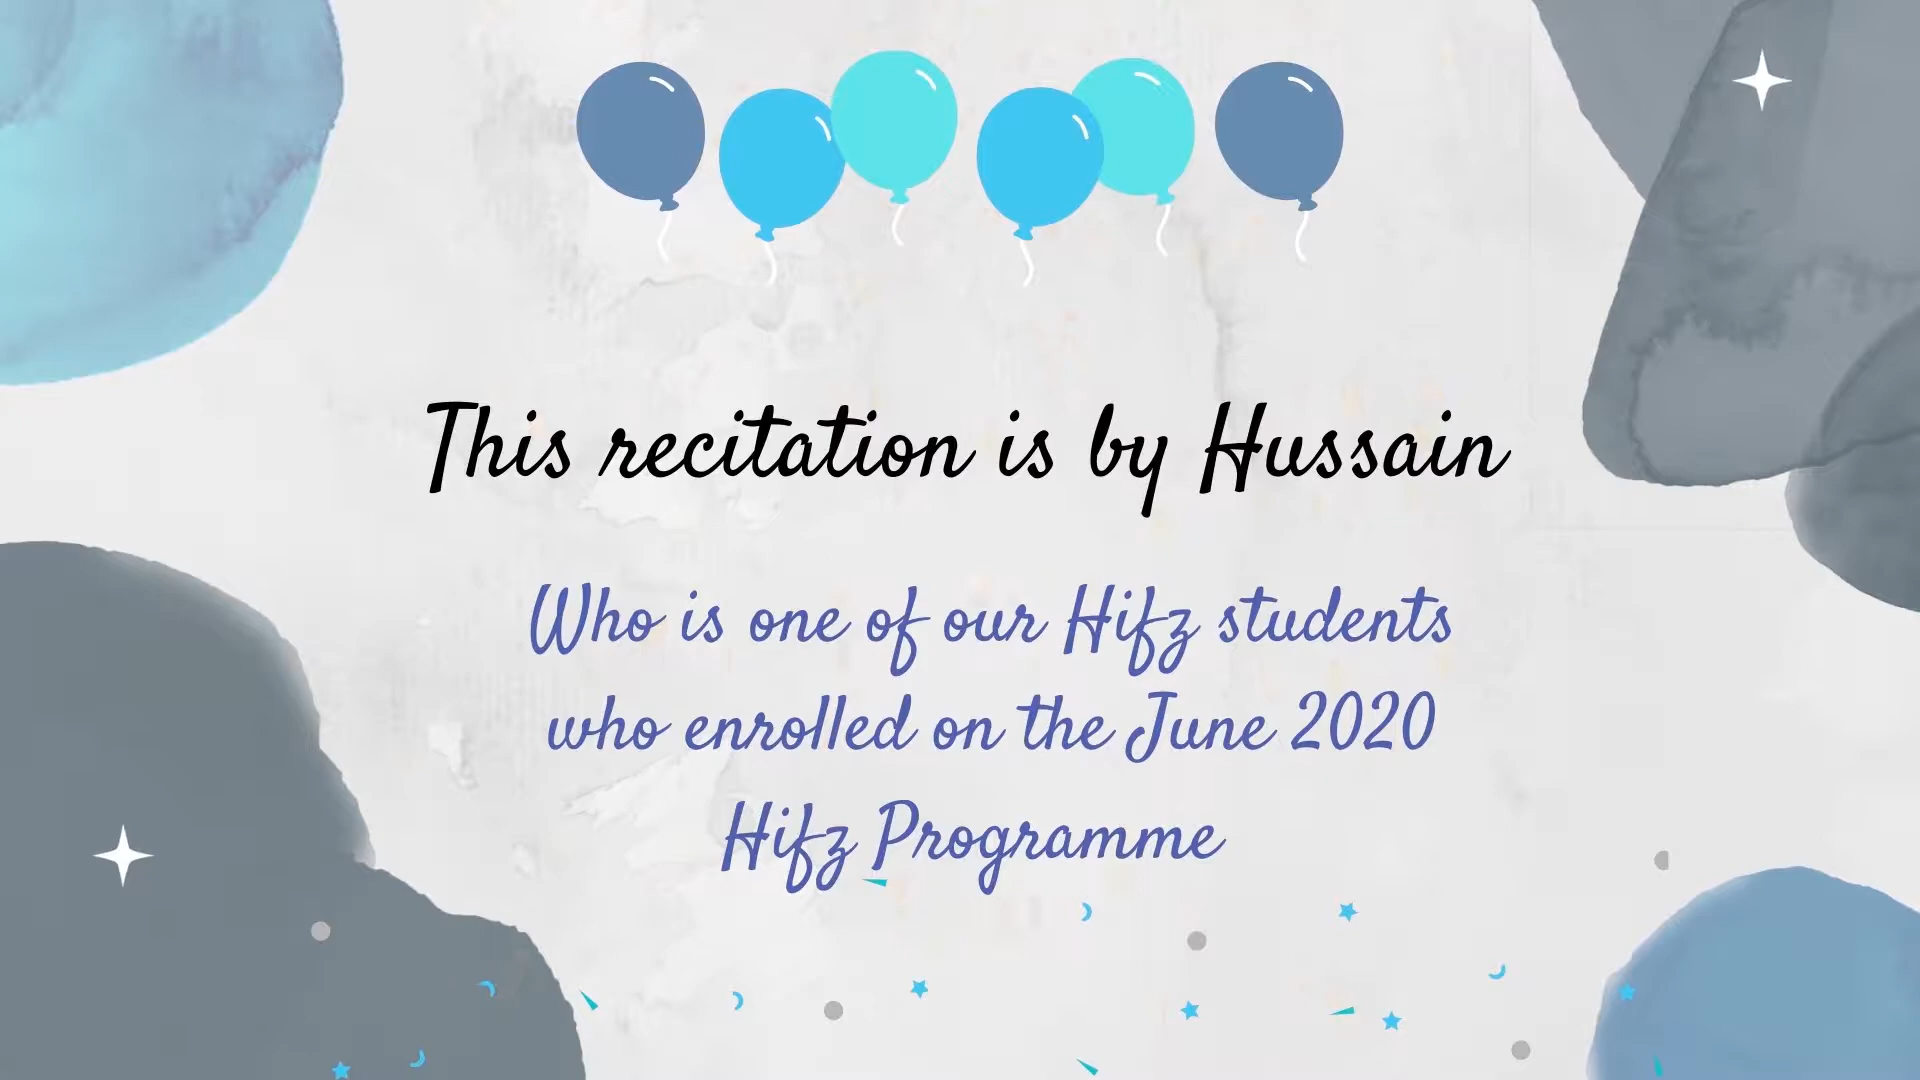 This recitation is by Hussain
Who is one of our Hifz students
who enrolled on the June 2020
Hifz Programme